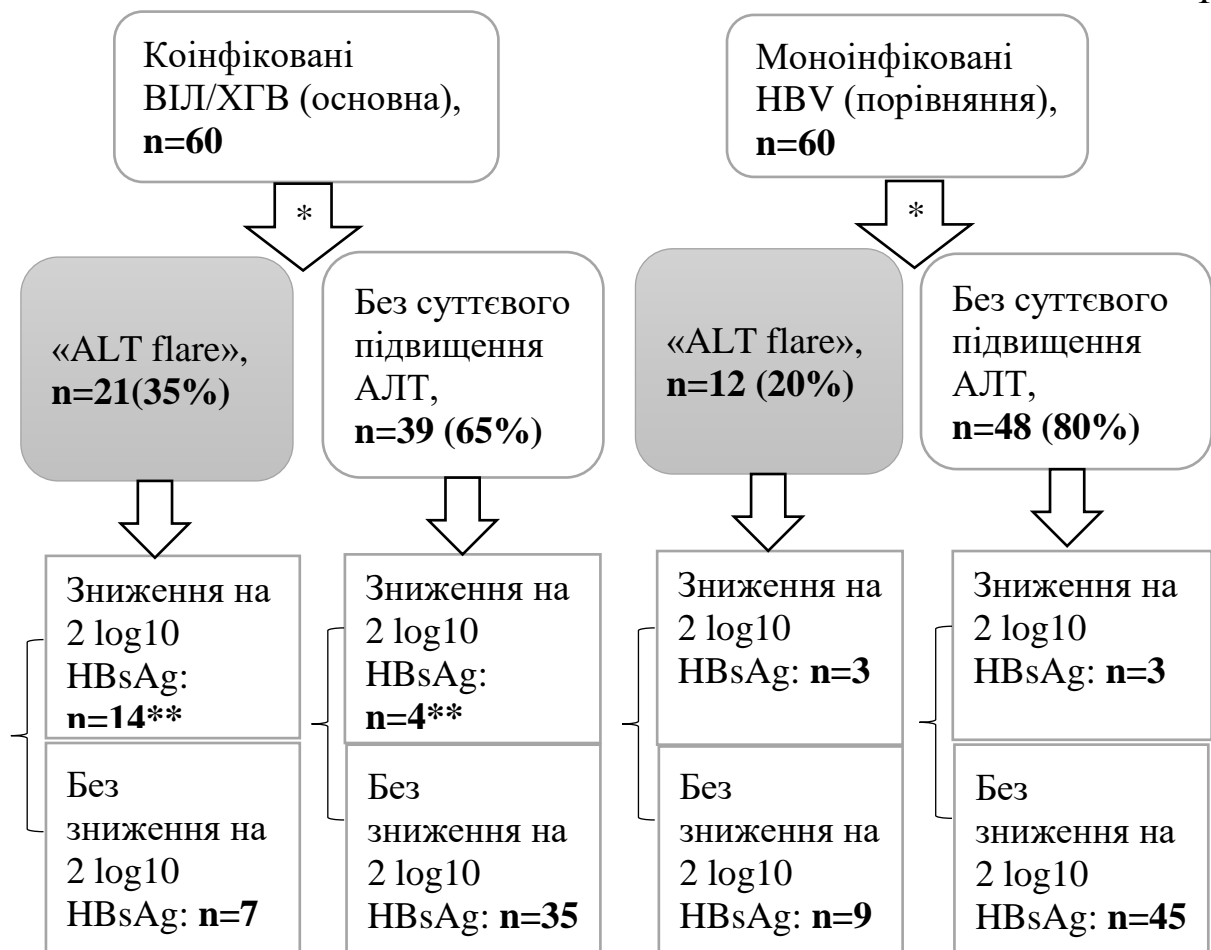 Коінфіковані
ВІЛ/ХГВ (основна),
n=60
Моноінфіковані
HBV (порівняння),
n=60
*
*
«ALT flare»,
n=21(35%)
Без суттєвого
підвищення
АЛТ,
n=39 (65%)
«ALT flare»,
n=12 (20%)
Без суттєвого
підвищення
АЛТ,
n=48 (80%)
Зниження на
2 log10
HBsAg:
n=14**
Зниження на
2 log10
HBsAg:
n=4**
Зниження на
2 log10
HBsAg: n=3
Зниження на
2 log10
HBsAg: n=3
Без
зниження на
2 log10
HBsAg: n=7
Без
зниження на
2 log10
HBsAg: n=35
Без
зниження на
2 log10
HBsAg: n=9
Без
зниження на
2 log10
HBsAg: n=45